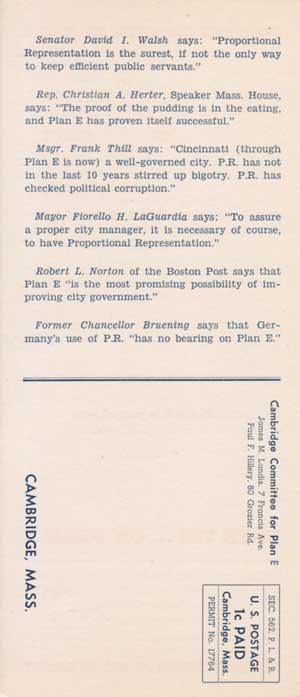 Senator David I. Walsh says: "Proportional
Representation is the surest, if not the only way
to keep efficient public servants."
Rep. Christian A. Herter, Speaker Mass. House,
says: "The proof of the pudding is in the eating,
and Plan E has proven itself successful."
Msgr. Frank Thill says: "Cincinnati (through
Plan E is now) a well-governed city. P.R. has not
in the last 10 years stirred up bigotry. P.R. has
checked political corruption."
Mayor Fiorello H. LaGuardia says: "To assure
a proper city manager, it is necessary of course,
to have Proportional Representation."
Robert L. Norton of the Boston Post says that
Plan E "is the most promising possibility of im-
proving city government."
Former Chancellor Bruening says that Ger-
many's use of P.R. "has no bearing on Plan E."
Cambridge Committee for Plan E
James M. Landis, 7 Francis Ave.
Paul F. Hillery, 80 Grozier Rd.
SEC. 562, P. L. & R.
U. S. POSTAGE
1c PAID
Cambridge, Mass.
PERMIT No. 17764
CAMBRIDGE, MASS.